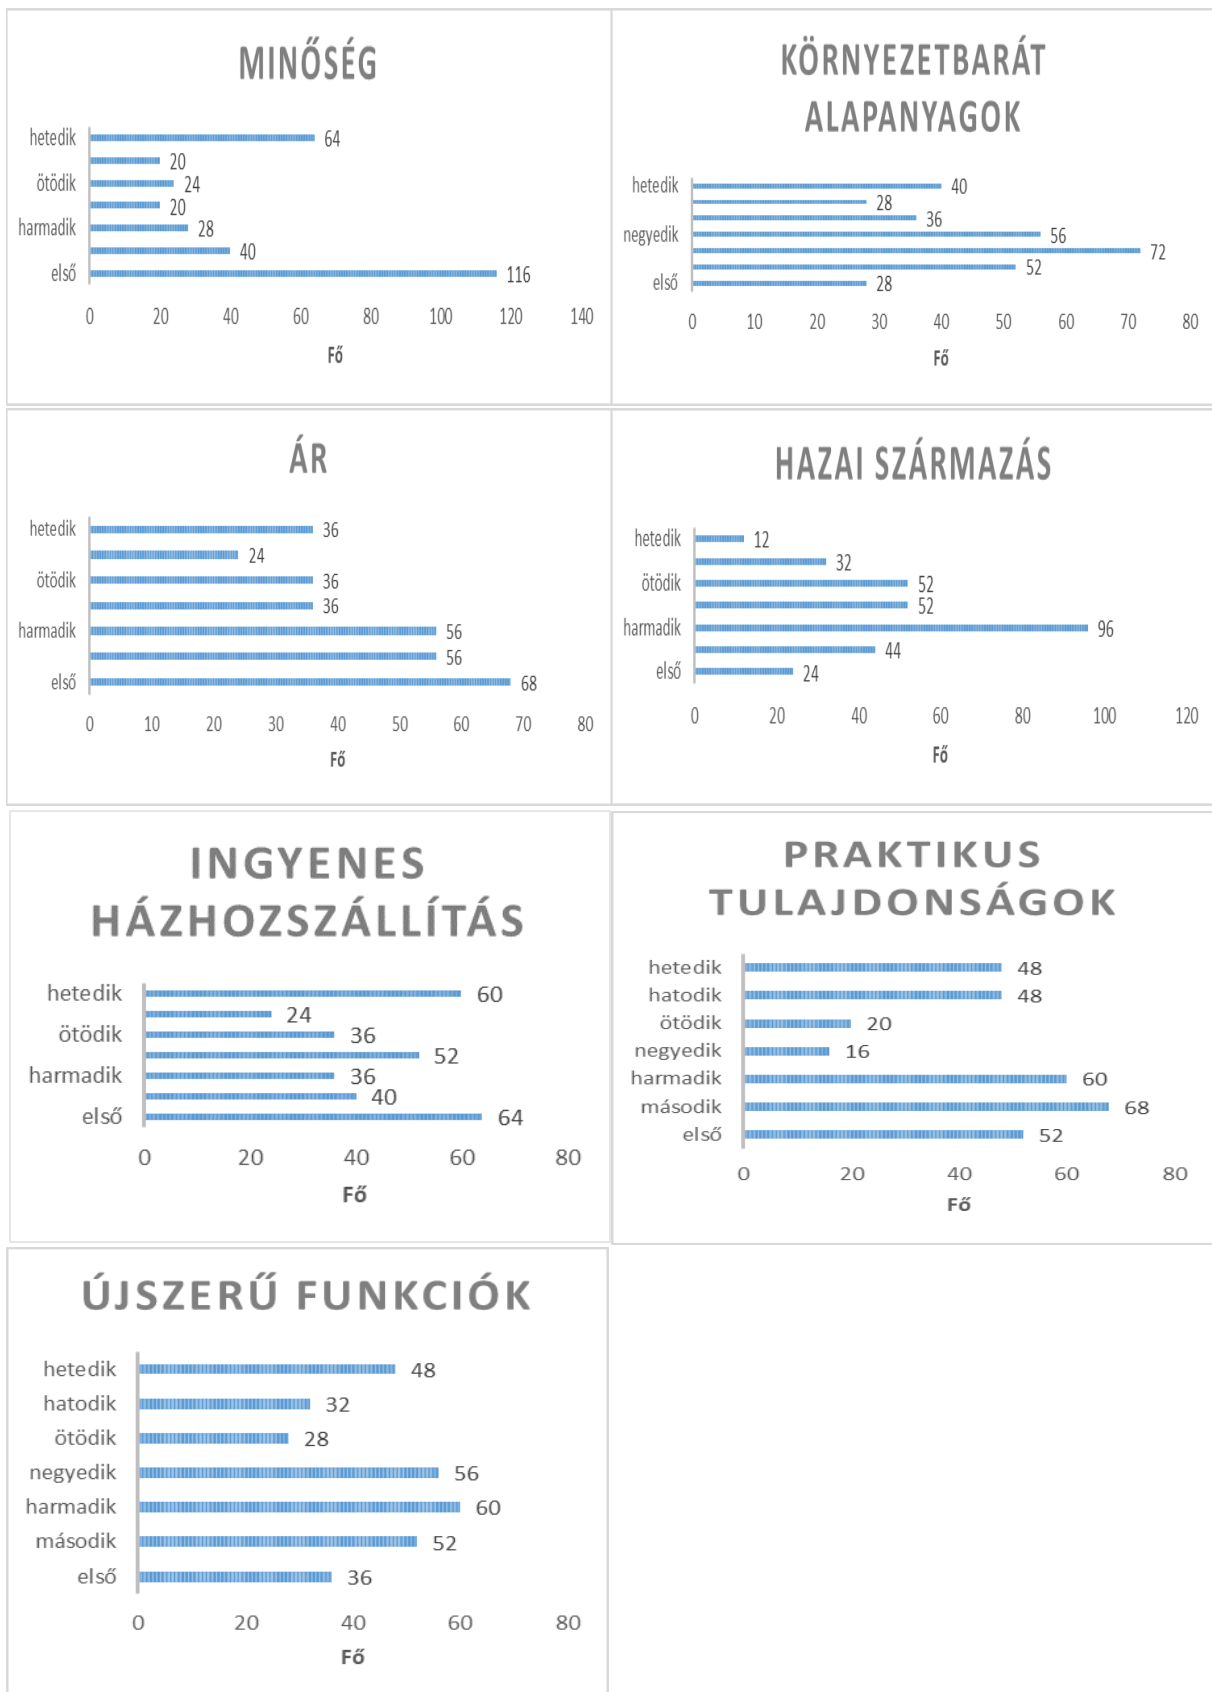 MINŐSÉG
hetedik 64
20
ötödik 24
20
harmadik 28
40
első 116
0 20 40 60 80 100 120 140
Fő
KÖRNYEZETBARÁT
ALAPANYAGOK
hetedik 40
28
36
negyedik 56
72
52
első 28
0 10 20 30 40 50 60 70 80
Fő
ÁR
hetedik 36
24
ötödik 36
36
harmadik 56
56
első 68
0 10 20 30 40 50 60 70 80
Fő
HAZAI SZÁRMAZÁS
hetedik 12
32
ötödik 52
52
harmadik 96
44
első 24
0 20 40 60 80 100 120
Fő
INGYENES
HÁZHOZSZÁLLÍTÁS
hetedik 60
24
ötödik 36
52
harmadik 36
40
első 64
0 20 40 60 80
Fő
PRAKTIKUS
TULAJDONSÁGOK
hetedik 48
hatodik 48
ötödik 20
negyedik 16
harmadik 60
második 68
első 52
0 20 40 60 80
Fő
ÚJSZERŰ FUNKCIÓK
hetedik 48
hatodik 32
ötödik 28
negyedik 56
harmadik 60
második 52
első 36
0 20 40 60 80
Fő